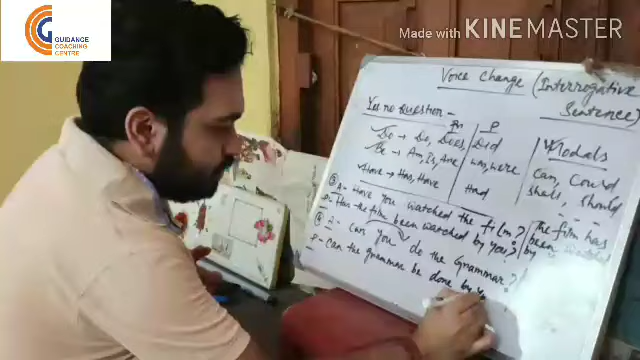 GUIDANCE
COACHING
CENTRE
Made with KINEMASTER
Voice Change (Interrogative
Sentence)
Yes no question -
Pr P
Do → Do, Does Did
Be → Am, Is, Are was, were
Have → Has, Have Had
Modals
Can, Could
Shall, Should
③ A - Have you watched the film?
P - Has the film been watched by you?
The film has
been watched
by
④ A - Can you do the Grammar?
P - Can the grammar be done by yo